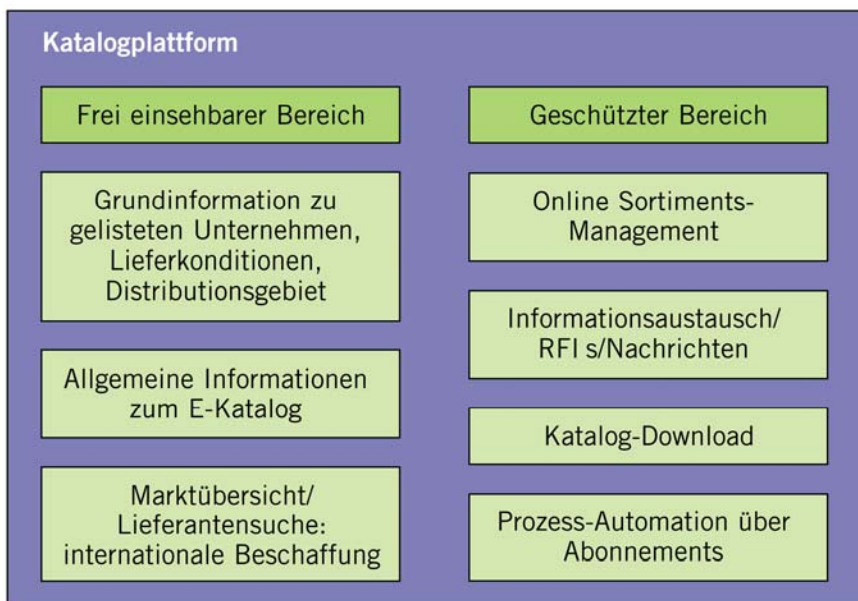 Katalogplattform
Frei einsehbarer Bereich
Grundinformation zu
gelisteten Unternehmen,
Lieferkonditionen,
Distributionsgebiet
Allgemeine Informationen
zum E-Katalog
Marktübersicht/
Lieferantensuche:
internationale Beschaffung
Geschützter Bereich
Online Sortiments-
Management
Informationsaustausch/
RFI s/Nachrichten
Katalog-Download
Prozess-Automation über
Abonnements